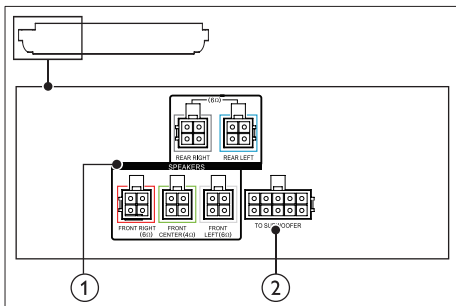 (6Ω)
REAR RIGHT REAR LEFT
SPEAKERS
FRONT RIGHT (6Ω) FRONT CENTER(4Ω) FRONT LEFT(6Ω)
TO SUBWOOFER
1 2